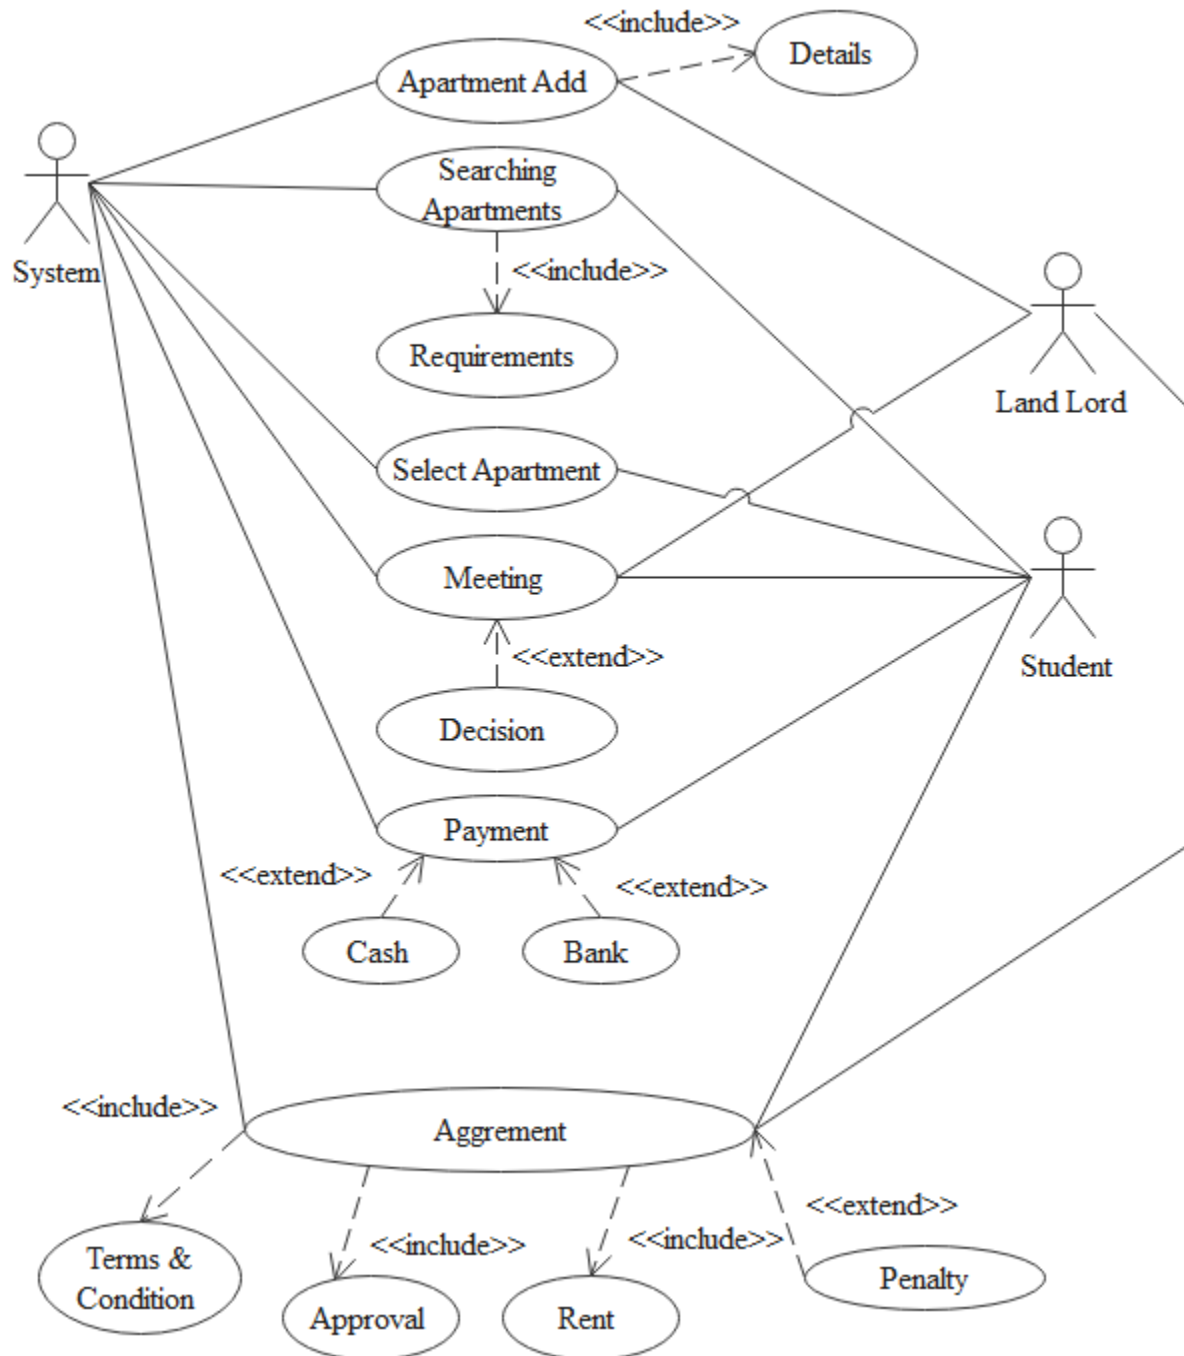 <<include>>
Details
Apartment Add
Searching
Apartments
System
<<include>>
Requirements
Land Lord
Select Apartment
Meeting
<<extend>>
Student
Decision
Payment
<<extend>>
<<extend>>
Cash
Bank
<<include>>
Aggrement
<<extend>>
<<include>>
<<include>>
Terms &
Condition
Penalty
Approval
Rent